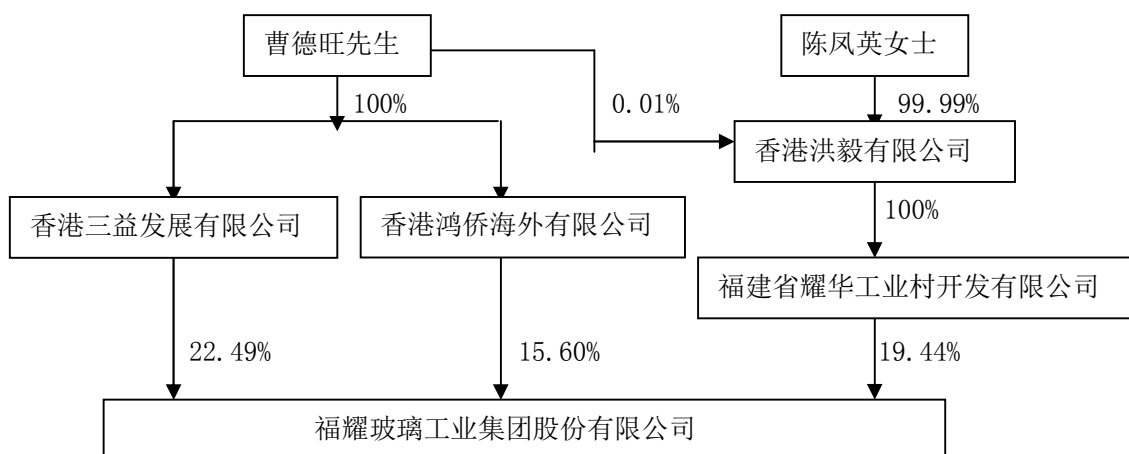 曹德旺先生
陈凤英女士
100%
0.01%
99.99%
香港洪毅有限公司
香港三益发展有限公司
香港鸿侨海外有限公司
100%
福建省耀华工业村开发有限公司
22.49%
15.60%
19.44%
福耀玻璃工业集团股份有限公司